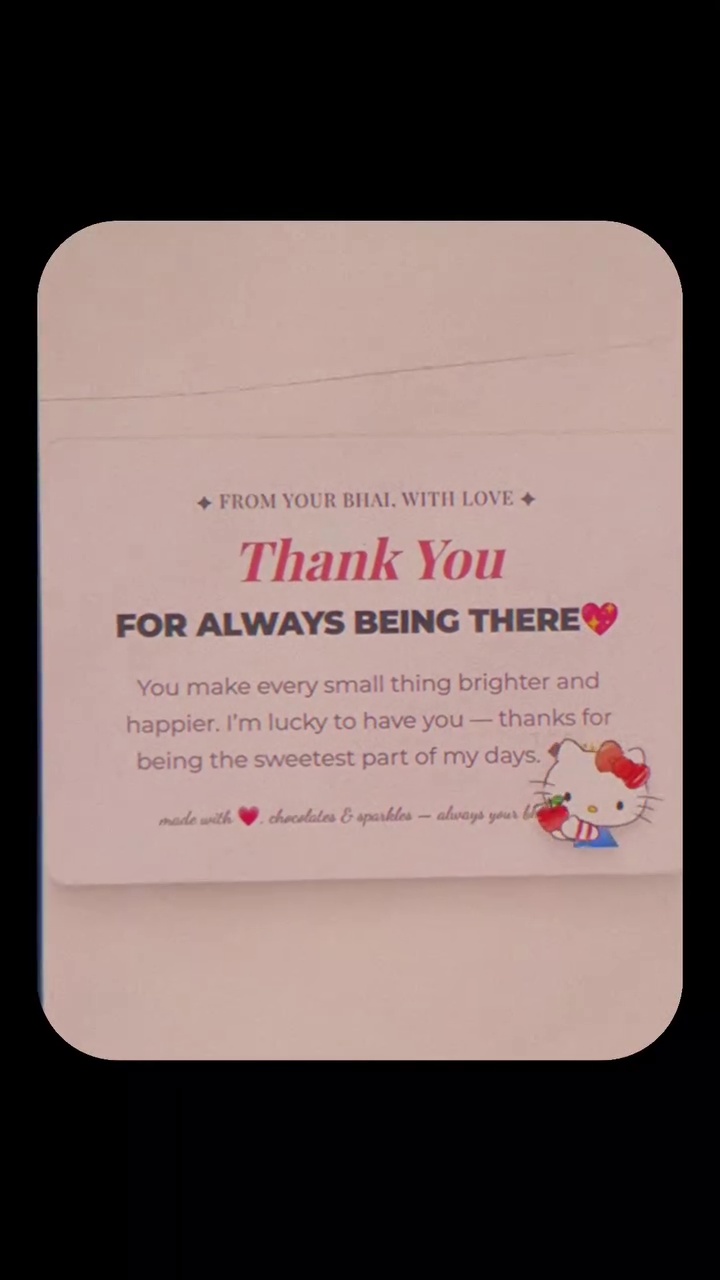 ✦ FROM YOUR BHAI, WITH LOVE ✦
Thank You
FOR ALWAYS BEING THERE💖
You make every small thing brighter and
happier. I'm lucky to have you — thanks for
being the sweetest part of my days.
made with ❤️, chocolates & sparkles — always your